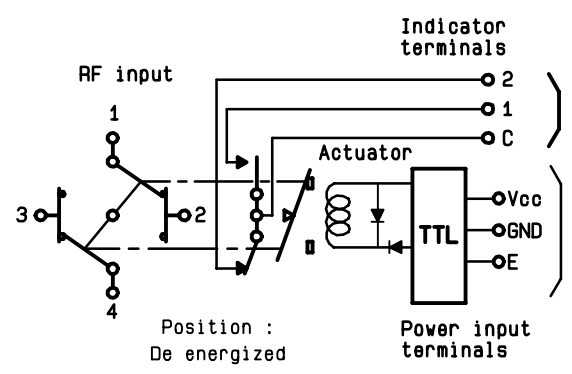 Indicator
terminals
RF input
2
1
1
C
Actuator
Vcc
3
2
TTL
GND
E
4
Position :
De energized
Power input
terminals